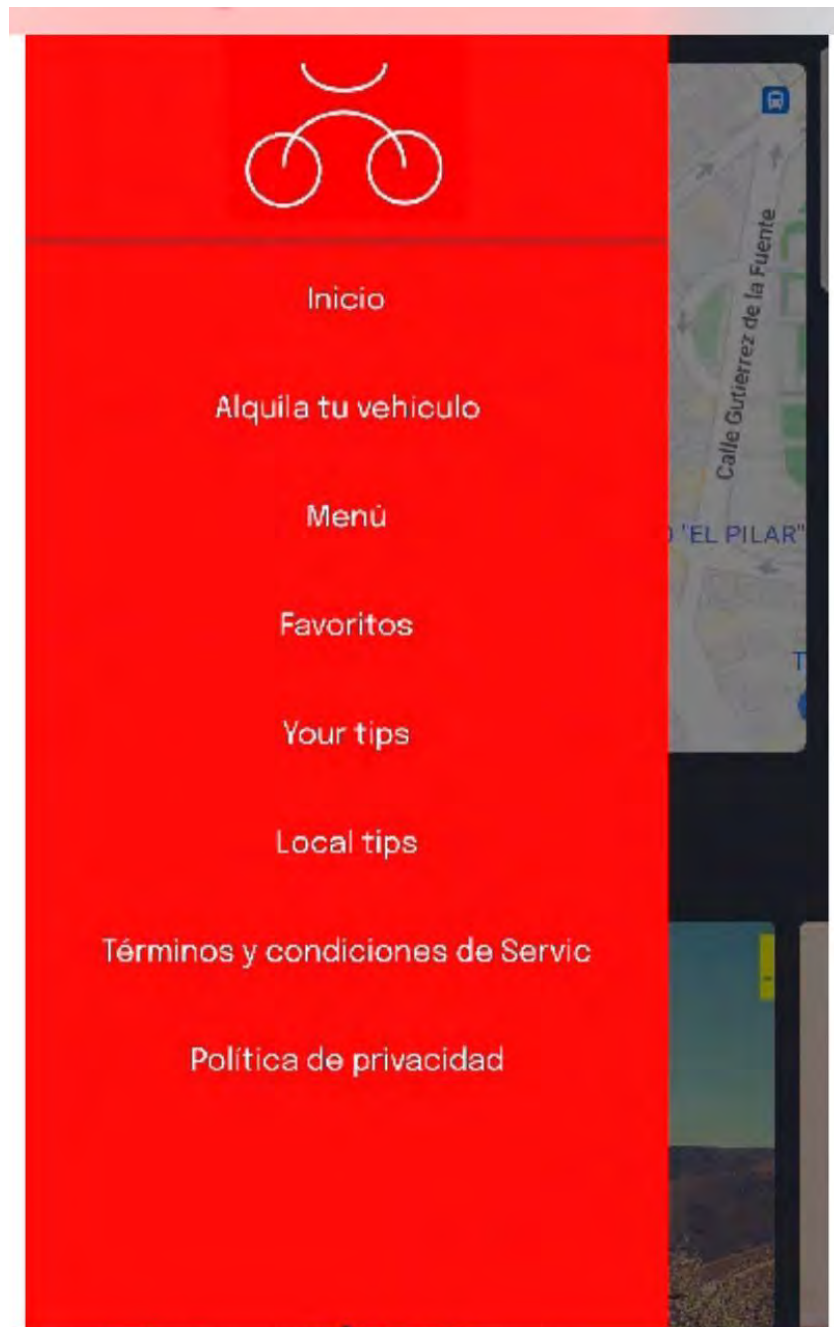 Inicio
Alquila tu vehiculo
Menú
Favoritos
Your tips
Local tips
Términos y condiciones de Servic
Política de privacidad
Calle Gutierrez de la Fuente
"EL PILAR"
T